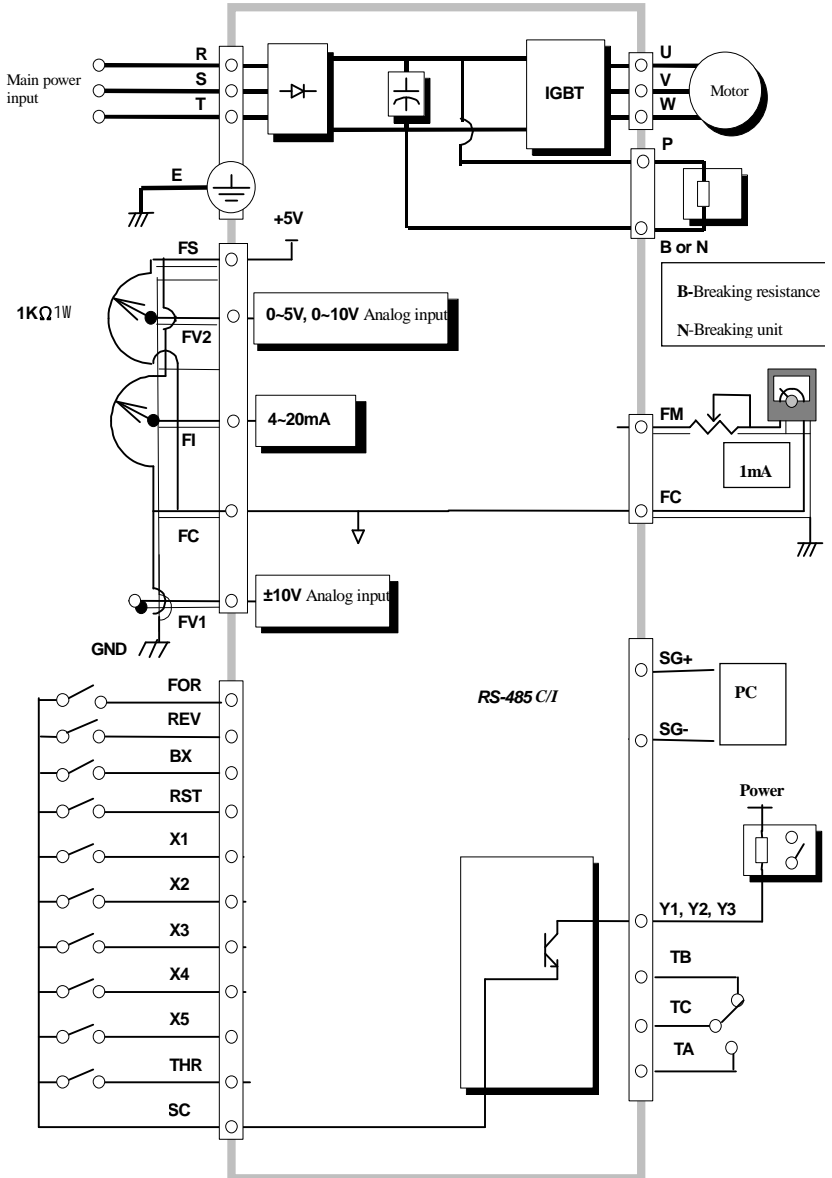 R
S
T
Main power
input
IGBT
U
V
W
Motor
P
E
+5V
B or N
FS
1KΩ1W
0~5V, 0~10V Analog input
FV2
B-Breaking resistance
N-Breaking unit
4~20mA
FI
FM
1mA
FC
FC
±10V Analog input
FV1
GND
FOR
REV
BX
RST
X1
X2
X3
X4
X5
THR
SC
RS-485 C/I
SG+
PC
SG-
Power
Y1, Y2, Y3
TB
TC
TA